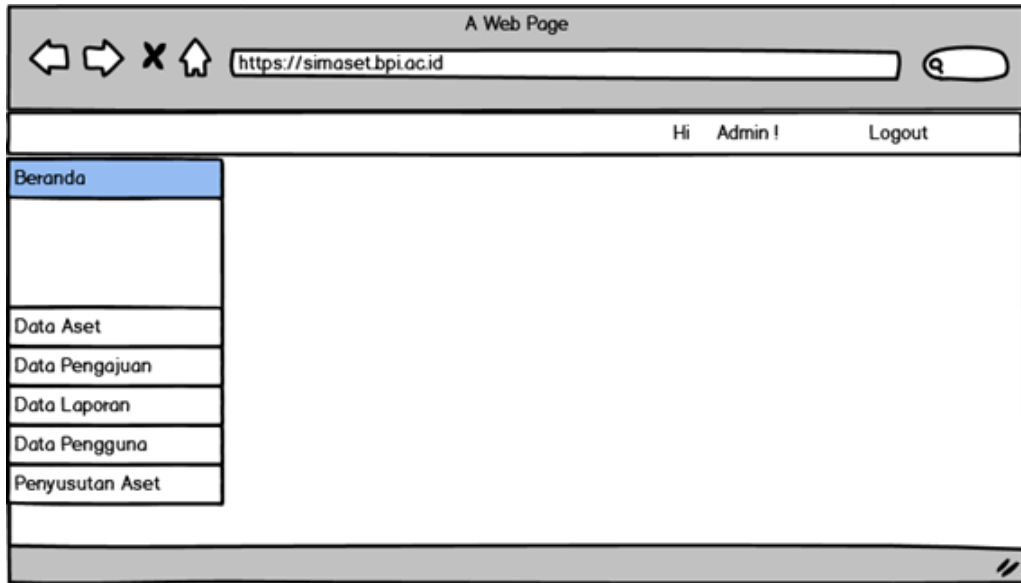 A Web Page
https://simaset.bpi.ac.id
Hi Admin ! Logout
Beranda
Data Aset
Data Pengajuan
Data Laporan
Data Pengguna
Penyusutan Aset